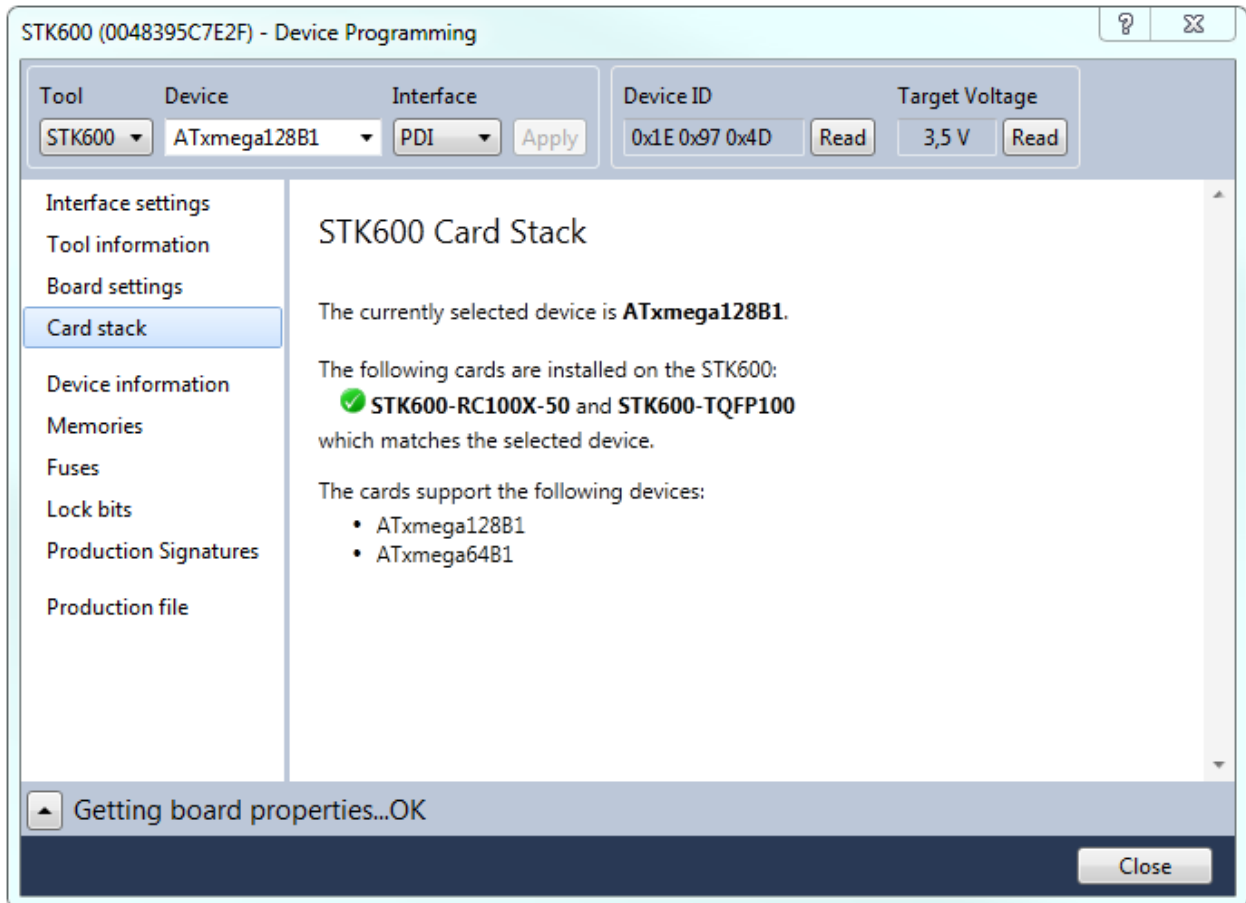 STK600 (0048395C7E2F) - Device Programming
Tool Device Interface Device ID Target Voltage
STK600 ATxmega128B1 PDI Apply 0x1E 0x97 0x4D Read 3,5 V Read
Interface settings
Tool information
Board settings
Card stack
Device information
Memories
Fuses
Lock bits
Production Signatures
Production file
STK600 Card Stack
The currently selected device is ATxmega128B1.
The following cards are installed on the STK600:
STK600-RC100X-50 and STK600-TQFP100
which matches the selected device.
The cards support the following devices:
• ATxmega128B1
• ATxmega64B1
Getting board properties...OK
Close